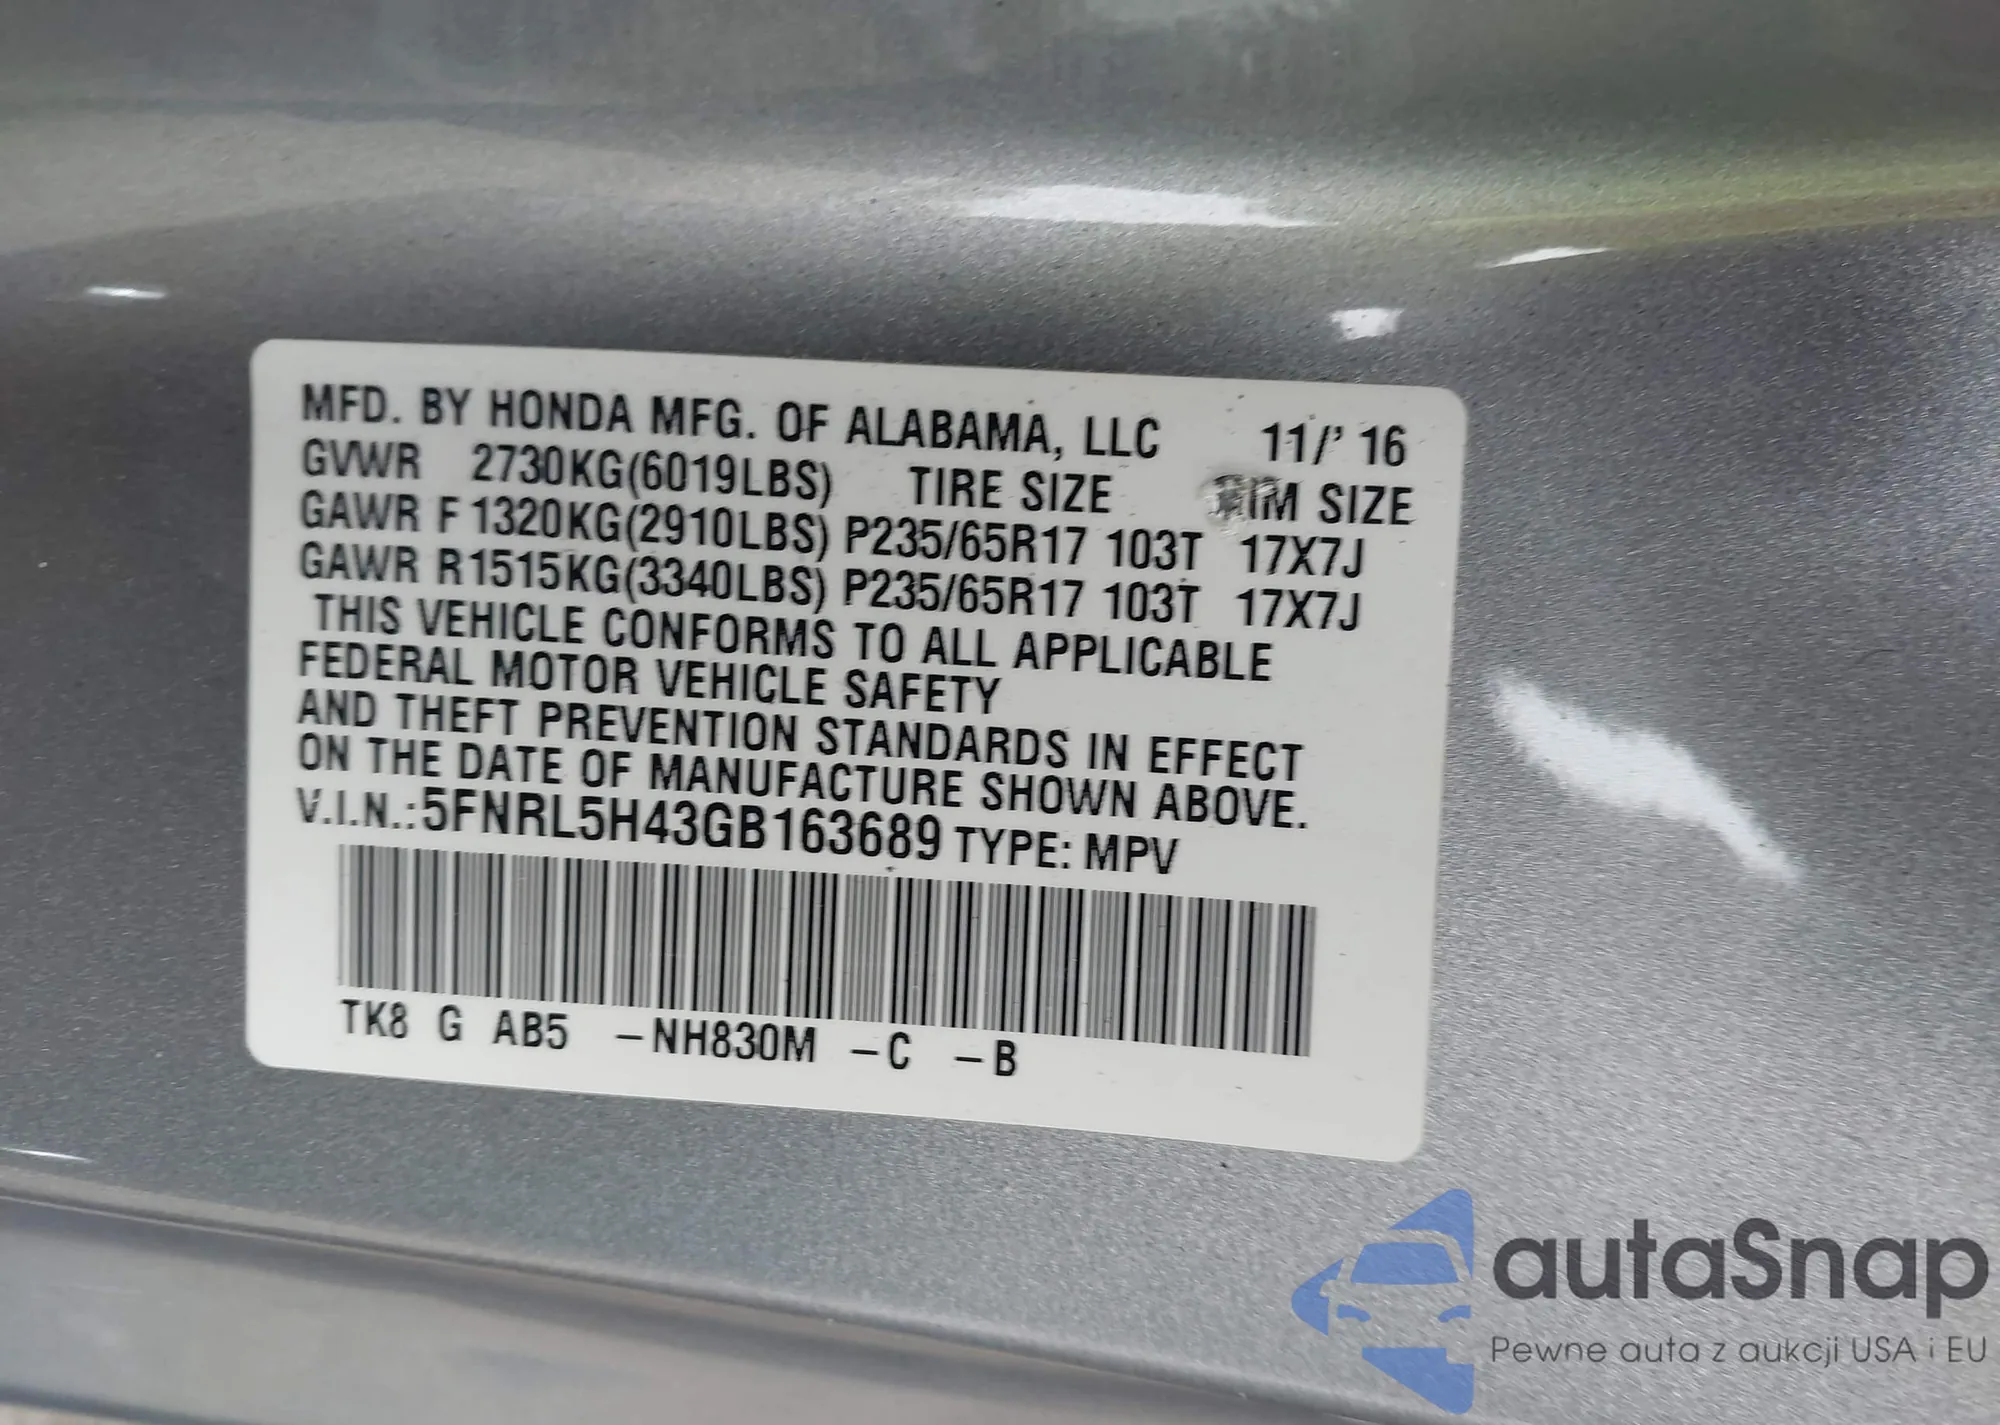 MFD. BY HONDA MFG. OF ALABAMA, LLC 11/' 16
GVWR 2730KG(6019LBS) TIRE SIZE RIM SIZE
GAWR F 1320KG(2910LBS) P235/65R17 103T 17X7J
GAWR R1515KG(3340LBS) P235/65R17 103T 17X7J
THIS VEHICLE CONFORMS TO ALL APPLICABLE
FEDERAL MOTOR VEHICLE SAFETY
AND THEFT PREVENTION STANDARDS IN EFFECT
ON THE DATE OF MANUFACTURE SHOWN ABOVE.
V.I.N.:5FNRL5H43GB163689 TYPE: MPV
TK8 G AB5 -NH830M -C -B
autaSnap
Pewne auta z aukcji USA i EU